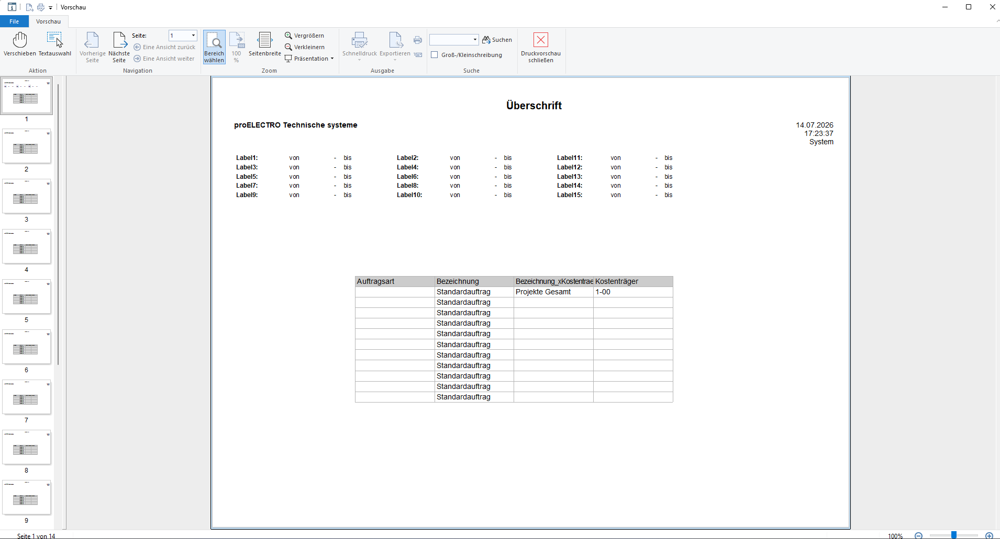 Vorschau
File
Vorschau
Verschieben
Textauswahl
Aktion
Vorherige
Seite
Nächste
Seite
Seite:
1
Eine Ansicht zurück
Eine Ansicht weiter
Navigation
Bereich
wählen
100
%
Seitenbreite
Vergrößern
Verkleinern
Präsentation
Zoom
Schnelldruck
Exportieren
Ausgabe
Suchen
Groß-/Kleinschreibung
Suche
Druckvorschau
schließen
1
2
3
4
5
6
7
8
9
Überschrift
proELECTRO Technische systeme
14.07.2026
17:23:37
System
Label1: von - bis Label2: von - bis Label11: von - bis
Label3: von - bis Label4: von - bis Label12: von - bis
Label5: von - bis Label6: von - bis Label13: von - bis
Label7: von - bis Label8: von - bis Label14: von - bis
Label9: von - bis Label10: von - bis Label15: von - bis
Auftragsart Bezeichnung Bezeichnung_xKostentrae Kostenträger
Standardauftrag Projekte Gesamt 1-00
Standardauftrag
Standardauftrag
Standardauftrag
Standardauftrag
Standardauftrag
Standardauftrag
Standardauftrag
Standardauftrag
Standardauftrag
Standardauftrag
Seite 1 von 14
100%